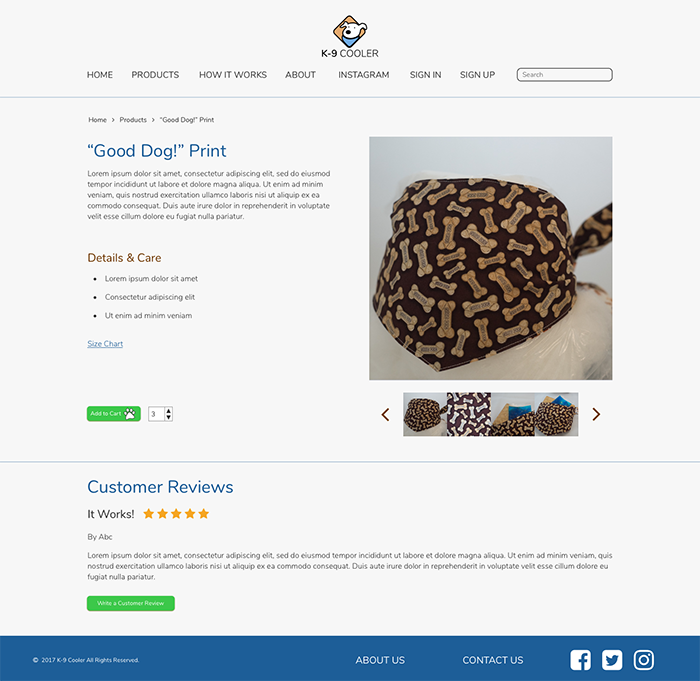 K-9 COOLER
HOME PRODUCTS HOW IT WORKS ABOUT INSTAGRAM SIGN IN SIGN UP Search
Home > Products > “Good Dog!” Print
“Good Dog!” Print
Lorem ipsum dolor sit amet, consectetur adipiscing elit, sed do eiusmod
tempor incididunt ut labore et dolore magna aliqua. Ut enim ad minim
veniam, quis nostrud exercitation ullamco laboris nisi ut aliquip ex ea
commodo consequat. Duis aute irure dolor in reprehenderit in voluptate
velit esse cillum dolore eu fugiat nulla pariatur.
Details & Care
• Lorem ipsum dolor sit amet
• Consectetur adipiscing elit
• Ut enim ad minim veniam
Size Chart
Add to Cart 3
Customer Reviews
It Works!
By Abc
Lorem ipsum dolor sit amet, consectetur adipiscing elit, sed do eiusmod tempor incididunt ut labore et dolore magna aliqua. Ut enim ad minim veniam, quis
nostrud exercitation ullamco laboris nisi ut aliquip ex ea commodo consequat. Duis aute irure dolor in reprehenderit in voluptate velit esse cillum dolore eu
fugiat nulla pariatur.
Write a Customer Review
© 2017 K-9 Cooler All Rights Reserved. ABOUT US CONTACT US